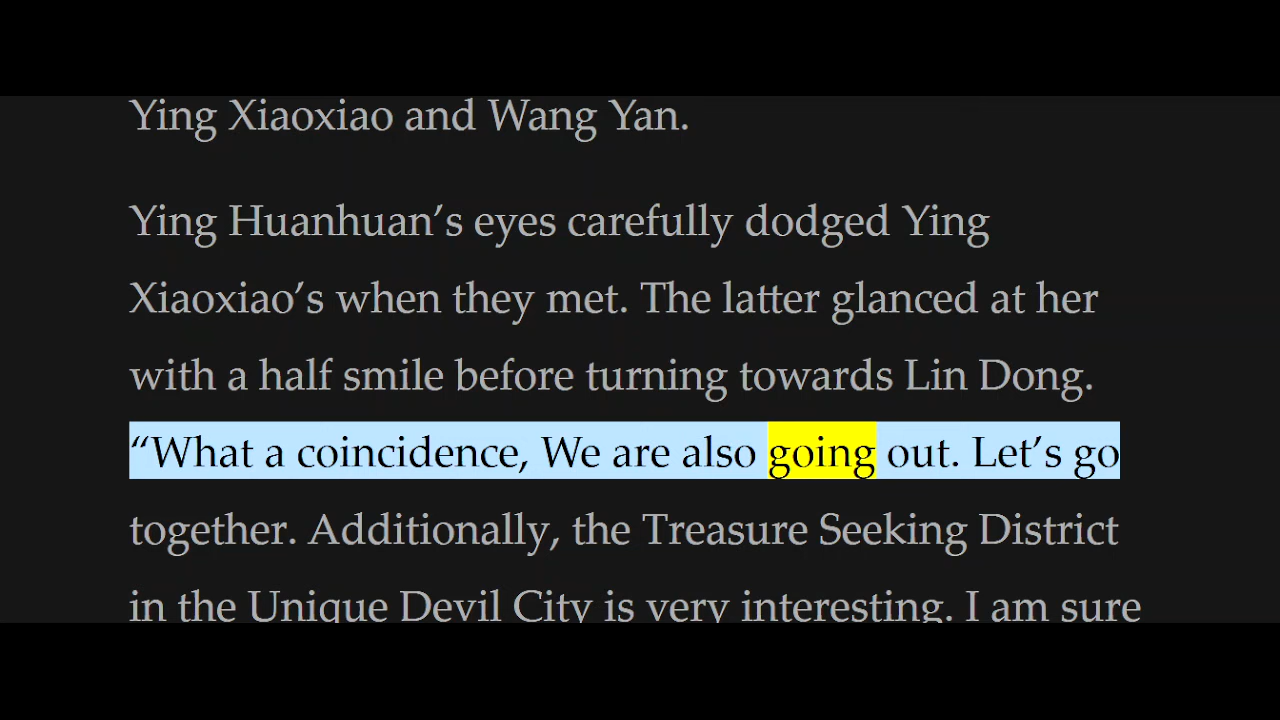 Ying Xiaoxiao and Wang Yan.
Ying Huanhuan’s eyes carefully dodged Ying
Xiaoxiao’s when they met. The latter glanced at her
with a half smile before turning towards Lin Dong.
“What a coincidence, We are also going out. Let’s go
together. Additionally, the Treasure Seeking District
in the Unique Devil City is very interesting. I am sure